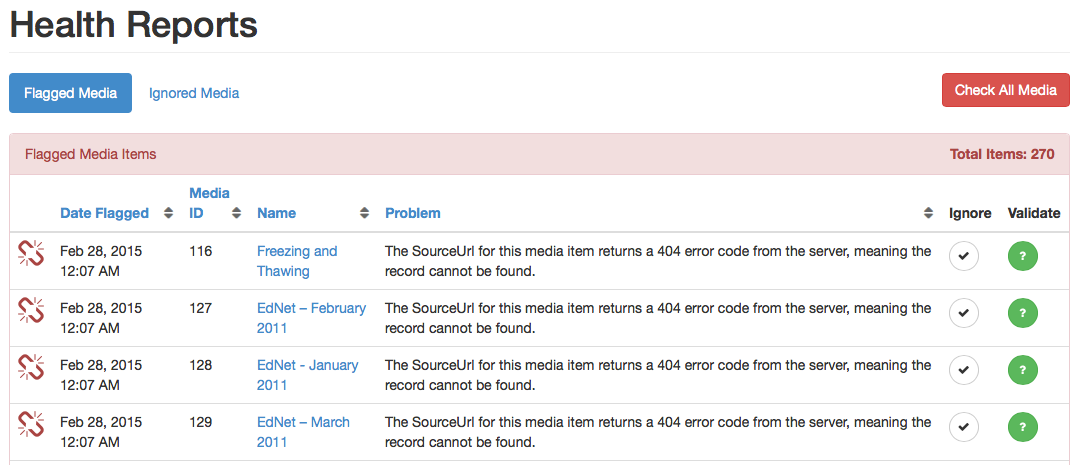 Health Reports
Flagged Media
Ignored Media
Check All Media
Flagged Media Items
Total Items: 270
Date Flagged
Media
ID
Name
Problem
Ignore
Validate
Feb 28, 2015
12:07 AM
116
Freezing and
Thawing
The SourceUrl for this media item returns a 404 error code from the server, meaning the
record cannot be found.
?
Feb 28, 2015
12:07 AM
127
EdNet – February
2011
The SourceUrl for this media item returns a 404 error code from the server, meaning the
record cannot be found.
?
Feb 28, 2015
12:07 AM
128
EdNet - January
2011
The SourceUrl for this media item returns a 404 error code from the server, meaning the
record cannot be found.
?
Feb 28, 2015
12:07 AM
129
EdNet – March
2011
The SourceUrl for this media item returns a 404 error code from the server, meaning the
record cannot be found.
?